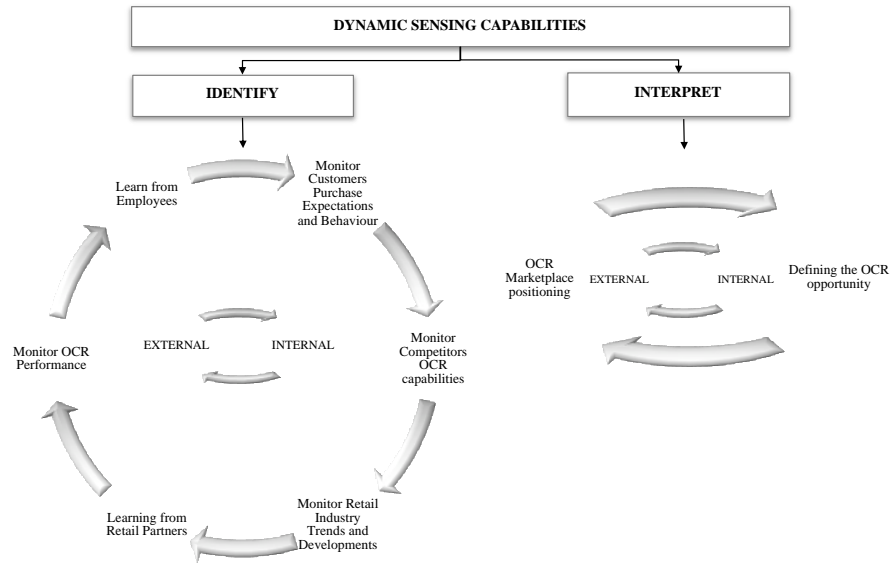 DYNAMIC SENSING CAPABILITIES
IDENTIFY
INTERPRET
Learn from
Employees
Monitor
Customers
Purchase
Expectations
and Behaviour
Monitor OCR
Performance
EXTERNAL
INTERNAL
Monitor
Competitors
OCR
capabilities
Learning from
Retail Partners
Monitor Retail
Industry
Trends and
Developments
OCR
Marketplace
positioning
EXTERNAL
INTERNAL
Defining the OCR
opportunity